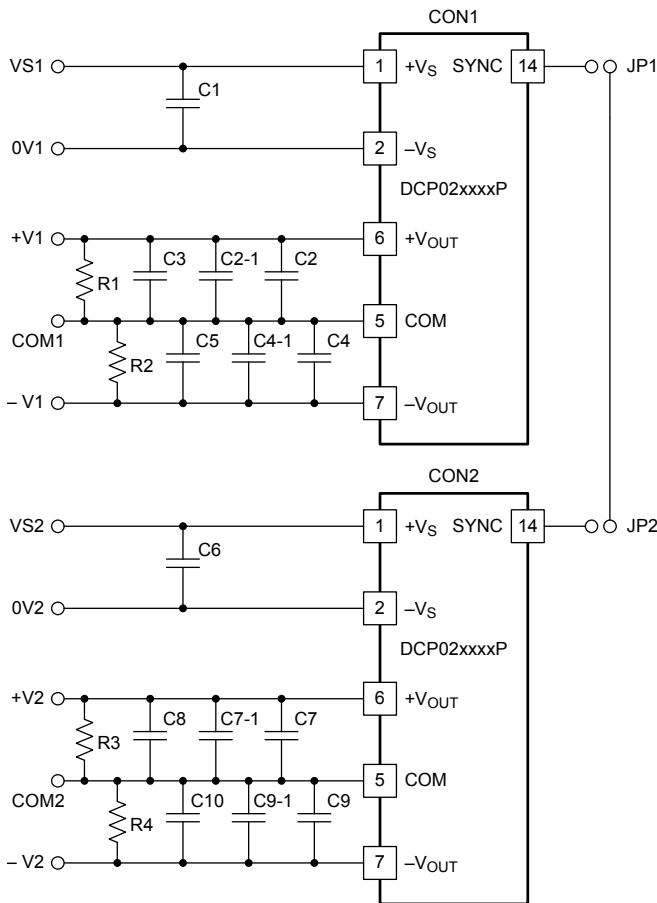 CON1
VS1 1 +VS SYNC 14 JP1
C1
0V1 2 –VS
DCP02xxxxP
+V1 6 +VOUT
R1 C3 C2-1 C2
COM1 5 COM
R2 C5 C4-1 C4
– V1 7 –VOUT
CON2
VS2 1 +VS SYNC 14 JP2
C6
0V2 2 –VS
DCP02xxxxP
+V2 6 +VOUT
R3 C8 C7-1 C7
COM2 5 COM
R4 C10 C9-1 C9
– V2 7 –VOUT